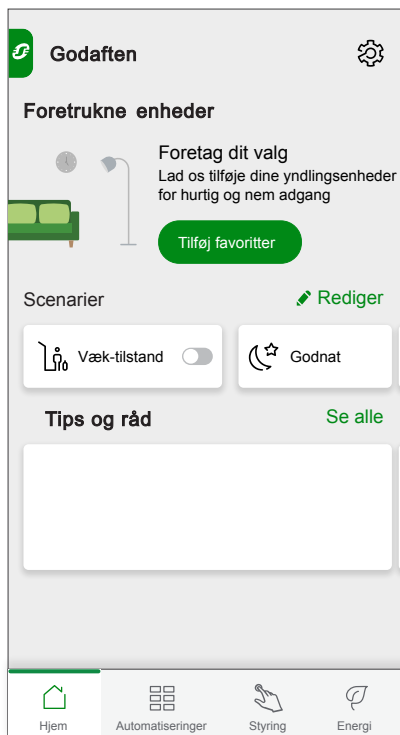 Godaften
Foretrukne enheder
Foretag dit valg
Lad os tilføje dine yndlingsenheder
for hurtig og nem adgang
Tilføj favoritter
Scenarier
Rediger
Væk-tilstand
Godnat
Tips og råd
Se alle
Hjem
Automatiseringer
Styring
Energi